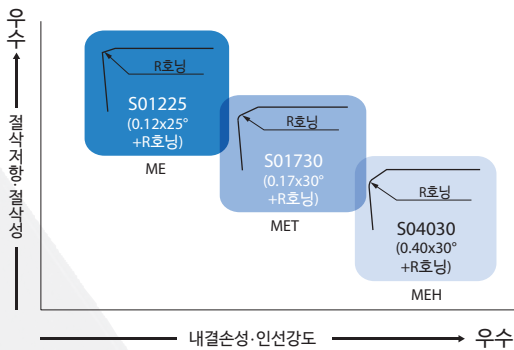 우수
절삭저항·절삭성
R호닝
S01225
(0.12x25°
+R호닝)
ME
R호닝
S01730
(0.17x30°
+R호닝)
MET
R호닝
S04030
(0.40x30°
+R호닝)
MEH
내결손성·인선강도
우수